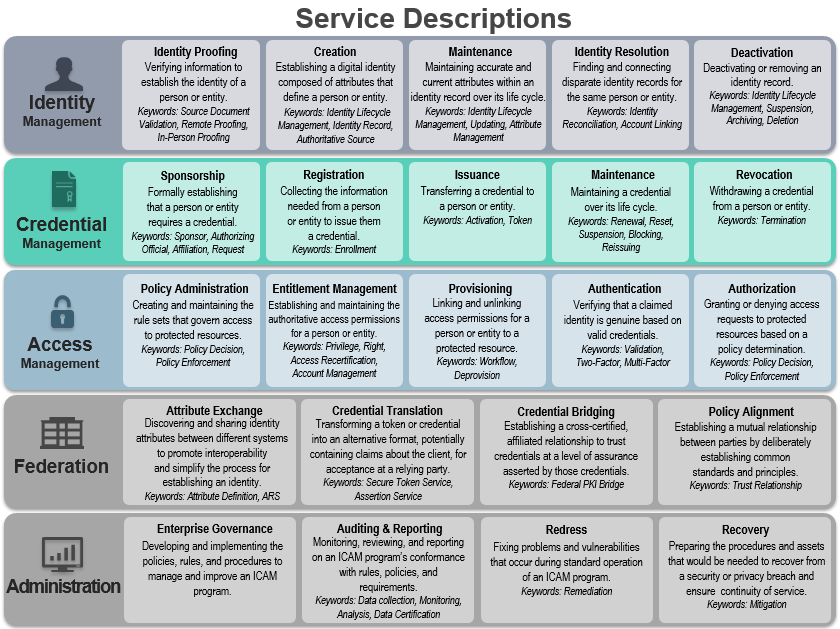 Service Descriptions
Identity
Management
Identity Proofing
Verifying information to
establish the identity of a
person or entity.
Keywords: Source Document
Validation, Remote Proofing,
In-Person Proofing
Creation
Establishing a digital identity
composed of attributes that
define a person or entity.
Keywords: Identity Lifecycle
Management, Identity Record,
Authoritative Source
Maintenance
Maintaining accurate and
current attributes within an
identity record over its life cycle.
Keywords: Identity Lifecycle
Management, Updating, Attribute
Management
Identity Resolution
Finding and connecting
disparate identity records for
the same person or entity.
Keywords: Identity
Reconciliation, Account Linking
Deactivation
Deactivating or removing an
identity record.
Keywords: Identity Lifecycle
Management, Suspension,
Archiving, Deletion
Credential
Management
Sponsorship
Formally establishing
that a person or entity
requires a credential.
Keywords: Sponsor, Authorizing
Official, Affiliation, Request
Registration
Collecting the information
needed from a person
or entity to issue them
a credential.
Keywords: Enrollment
Issuance
Transferring a credential to
a person or entity.
Keywords: Activation, Token
Maintenance
Maintaining a credential
over its life cycle.
Keywords: Renewal, Reset,
Suspension, Blocking,
Reissuing
Revocation
Withdrawing a credential
from a person or entity.
Keywords: Termination
Access
Management
Policy Administration
Creating and maintaining the
rule sets that govern access
to protected resources.
Keywords: Policy Decision,
Policy Enforcement
Entitlement Management
Establishing and maintaining the
authoritative access permissions
for a person or entity.
Keywords: Privilege, Right,
Access Recertification,
Account Management
Provisioning
Linking and unlinking
access permissions for a
person or entity to a
protected resource.
Keywords: Workflow,
Deprovision
Authentication
Verifying that a claimed
identity is genuine based on
valid credentials.
Keywords: Validation,
Two-Factor, Multi-Factor
Authorization
Granting or denying access
requests to protected
resources based on a
policy determination.
Keywords: Policy Decision,
Policy Enforcement
Federation
Attribute Exchange
Discovering and sharing identity
attributes between different systems
to promote interoperability
and simplify the process for
establishing an identity.
Keywords: Attribute Definition, ARS
Credential Translation
Transforming a token or credential
into an alternative format, potentially
containing claims about the client, for
acceptance at a relying party.
Keywords: Secure Token Service,
Assertion Service
Credential Bridging
Establishing a cross-certified,
affiliated relationship to trust
credentials at a level of assurance
asserted by those credentials.
Keywords: Federal PKI Bridge
Policy Alignment
Establishing a mutual relationship
between parties by deliberately
establishing common
standards and principles.
Keywords: Trust Relationship
Administration
Enterprise Governance
Developing and implementing the
policies, rules, and procedures to
manage and improve an ICAM
program.
Auditing & Reporting
Monitoring, reviewing, and reporting
on an ICAM program's conformance
with rules, policies, and
requirements.
Keywords: Data collection, Monitoring,
Analysis, Data Certification
Redress
Fixing problems and vulnerabilities
that occur during standard operation
of an ICAM program.
Keywords: Remediation
Recovery
Preparing the procedures and assets
that would be needed to recover from
a security or privacy breach and
ensure continuity of service.
Keywords: Mitigation